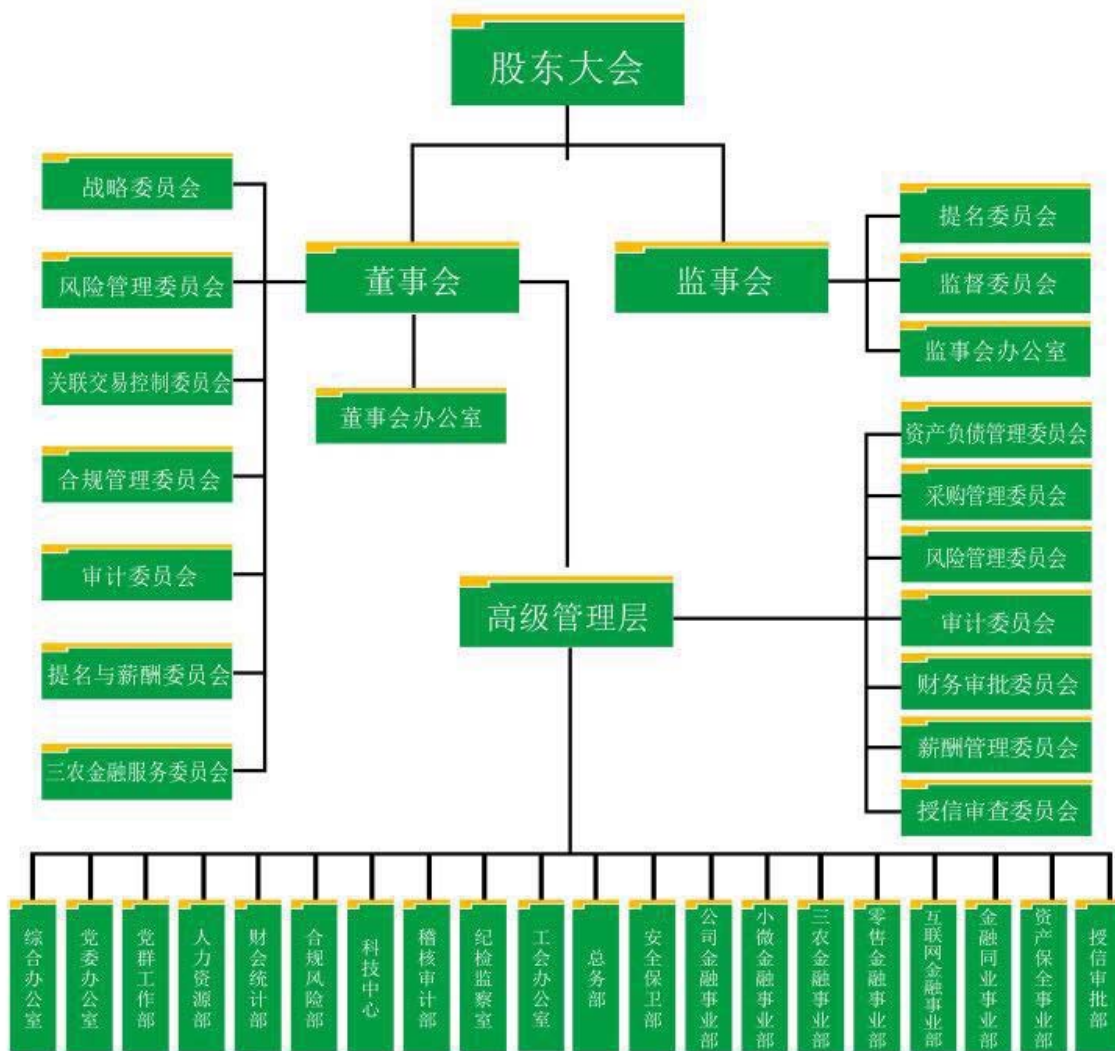 股东大会
董事会
监事会
战略委员会
风险管理委员会
关联交易控制委员会
合规管理委员会
审计委员会
提名与薪酬委员会
三农金融服务委员会
董事会办公室
提名委员会
监督委员会
监事会办公室
高级管理层
资产负债管理委员会
采购管理委员会
风险管理委员会
审计委员会
财务审批委员会
薪酬管理委员会
授信审查委员会
综合办公室
党委办公室
党群工作部
人力资源部
财会统计部
合规风险部
科技中心
稽核审计部
纪检监察室
工会办公室
总务部
安全保卫部
公司金融事业部
小微金融事业部
三农金融事业部
零售金融事业部
互联网金融事业部
金融同业事业部
资产保全事业部
授信审批部